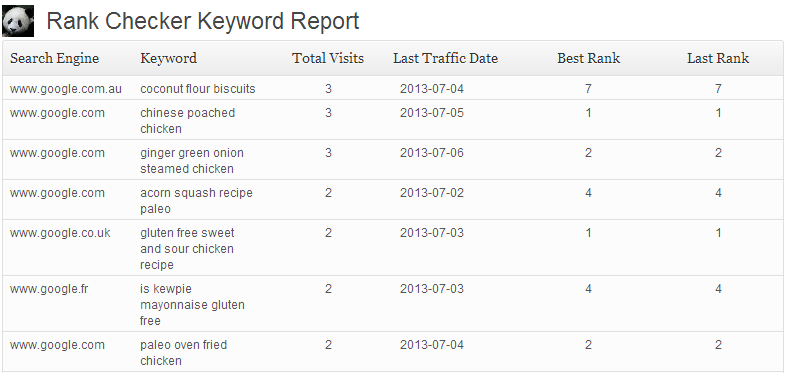 Rank Checker Keyword Report
Search Engine Keyword Total Visits Last Traffic Date Best Rank Last Rank
www.google.com.au coconut flour biscuits 3 2013-07-04 7 7
www.google.com chinese poached 3 2013-07-05 1 1
chicken
www.google.com ginger green onion 3 2013-07-06 2 2
steamed chicken
www.google.com acorn squash recipe 2 2013-07-02 4 4
paleo
www.google.co.uk gluten free sweet 2 2013-07-03 1 1
and sour chicken
recipe
www.google.fr is kewpie 2 2013-07-03 4 4
mayonnaise gluten
free
www.google.com paleo oven fried 2 2013-07-04 2 2
chicken